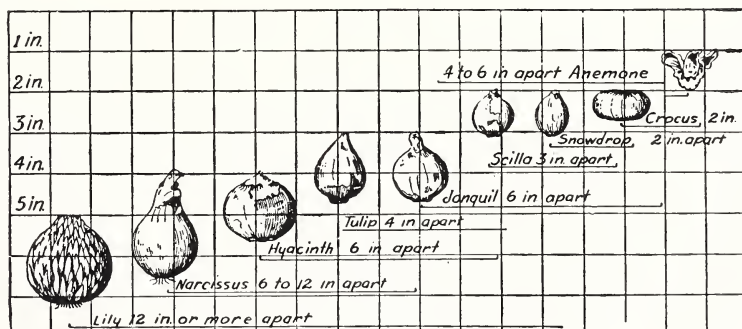 1 in.
2 in.
3 in.
4 in.
5 in.
4 to 6 in apart Anemone
Crocus, 2 in.
Snowdrop 2 in. apart
Scilla 3 in. apart
Jonquil 6 in apart
Tulip 4 in apart
Hyacinth 6 in apart
Narcissus 6 to 12 in apart
Lily 12 in. or more apart